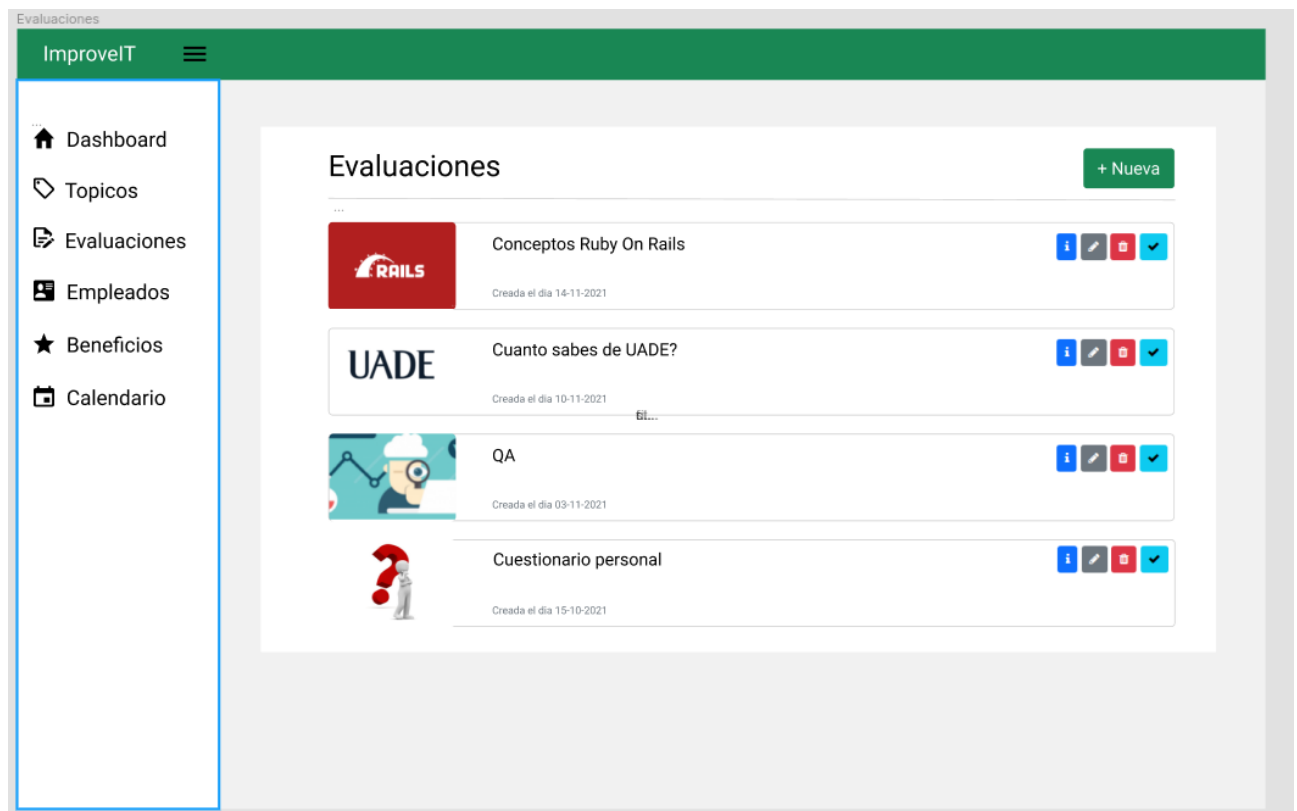 Evaluaciones
ImproveIT
...
Dashboard
Topicos
Evaluaciones
Empleados
Beneficios
Calendario
Evaluaciones
+ Nueva
...
RAILS
Conceptos Ruby On Rails
Creada el dia 14-11-2021
UADE
Cuanto sabes de UADE?
Creada el dia 10-11-2021
QA
Creada el dia 03-11-2021
Cuestionario personal
Creada el dia 15-10-2021